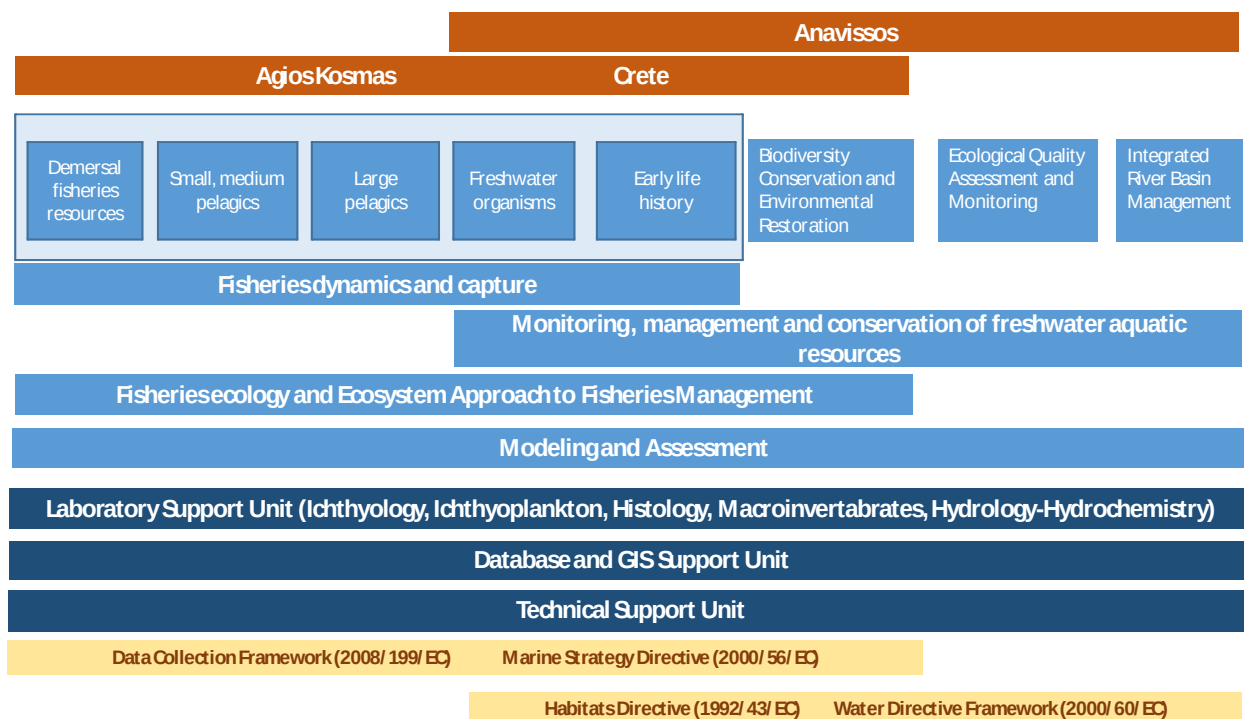 Anavissos
Agios Kosmas Crete
Demersal
fisheries
resources
Small, medium
pelagics
Large
pelagics
Freshwater
organisms
Early life
history
Biodiversity
Conservation and
Environmental
Restoration
Ecological Quality
Assessment and
Monitoring
Integrated
River Basin
Management
Fisheries dynamics and capture
Monitoring, management and conservation of freshwater aquatic
resources
Fisheries ecology and Ecosystem Approach to Fisheries Management
Modeling and Assessment
Laboratory Support Unit (Ichthyology, Ichthyoplankton, Histology, Macroinvertabrates, Hydrology-Hydrochemistry)
Database and GIS Support Unit
Technical Support Unit
Data Collection Framework (2008/199/EC) Marine Strategy Directive (2000/56/EC)
Habitats Directive (1992/43/EC) Water Directive Framework (2000/60/EC)